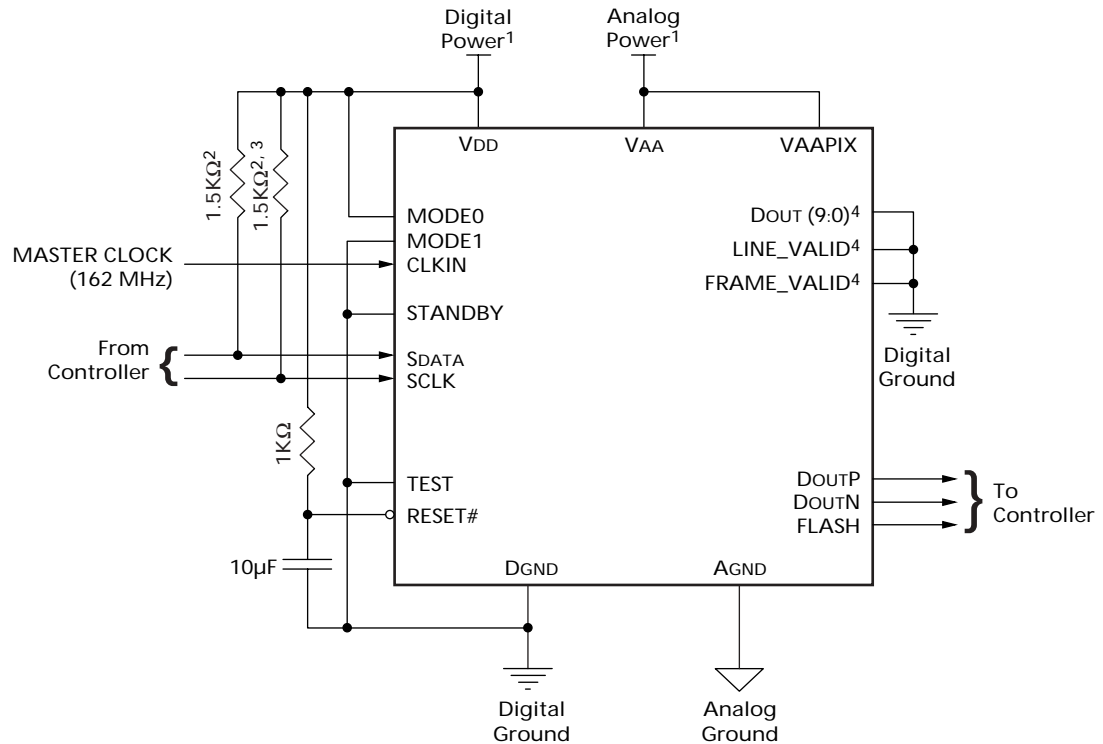 Digital
Power1
Analog
Power1
VDD
VAA
VAAPIX
1.5KΩ2
1.5KΩ2, 3
MODE0
MODE1
MASTER CLOCK
(162 MHz)
CLKIN
STANDBY
From
Controller
SDATA
SCLK
1KΩ
TEST
RESET#
10µF
DOUT (9:0)4
LINE_VALID4
FRAME_VALID4
Digital
Ground
DOUTP
DOUTN
FLASH
To
Controller
DGND
AGND
Digital
Ground
Analog
Ground